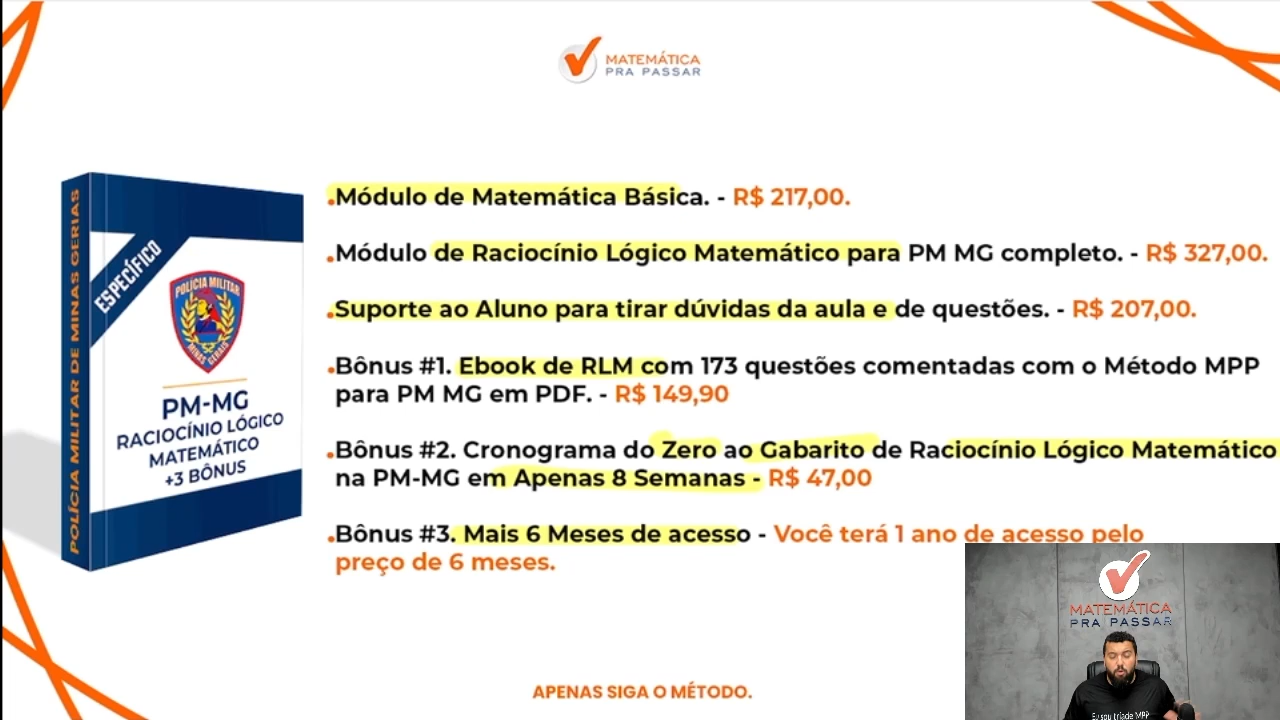 MATEMÁTICA
PRA PASSAR
POLÍCIA MILITAR DE MINAS GERIAS
ESPECÍFICO
POLÍCIA MILITAR
MINAS GERAIS
PM-MG
RACIOCÍNIO LÓGICO
MATEMÁTICO
+3 BÔNUS
•Módulo de Matemática Básica. - R$ 217,00.
•Módulo de Raciocínio Lógico Matemático para PM MG completo. - R$ 327,00.
•Suporte ao Aluno para tirar dúvidas da aula e de questões. - R$ 207,00.
•Bônus #1. Ebook de RLM com 173 questões comentadas com o Método MPP
para PM MG em PDF. - R$ 149,90
•Bônus #2. Cronograma do Zero ao Gabarito de Raciocínio Lógico Matemático
na PM-MG em Apenas 8 Semanas - R$ 47,00
•Bônus #3. Mais 6 Meses de acesso - Você terá 1 ano de acesso pelo
preço de 6 meses.
MATEMÁTICA
PRA PASSAR
Eu sou tríade MPP
APENAS SIGA O MÉTODO.